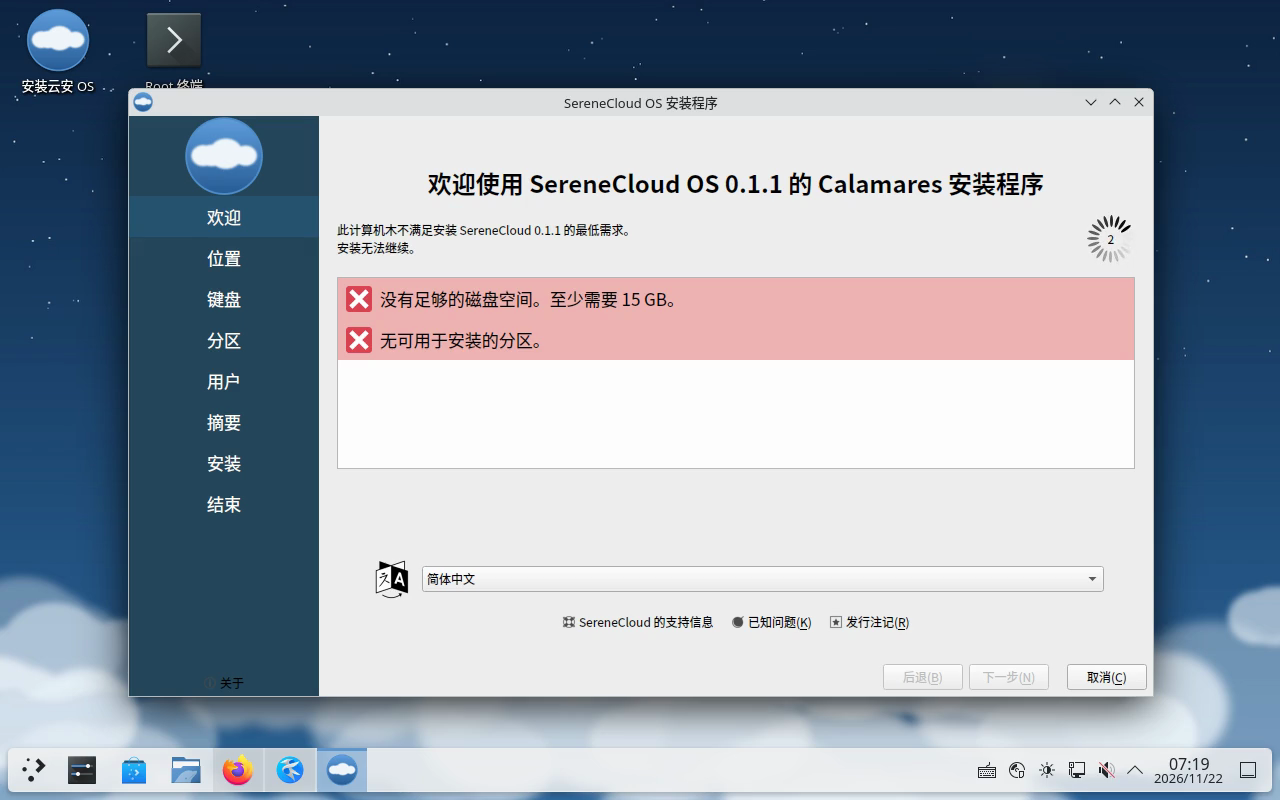 安装云安 OS
Root 终端
SereneCloud OS 安装程序
欢迎
位置
键盘
分区
用户
摘要
安装
结束
关于
欢迎使用 SereneCloud OS 0.1.1 的 Calamares 安装程序
此计算机木不满足安装 SereneCloud 0.1.1 的最低需求。
安装无法继续。
2
没有足够的磁盘空间。至少需要 15 GB。
无可用于安装的分区。
简体中文
SereneCloud 的支持信息 已知问题(K) 发行注记(R)
后退(B) 下一步(N) 取消(C)
07:19
2026/11/22